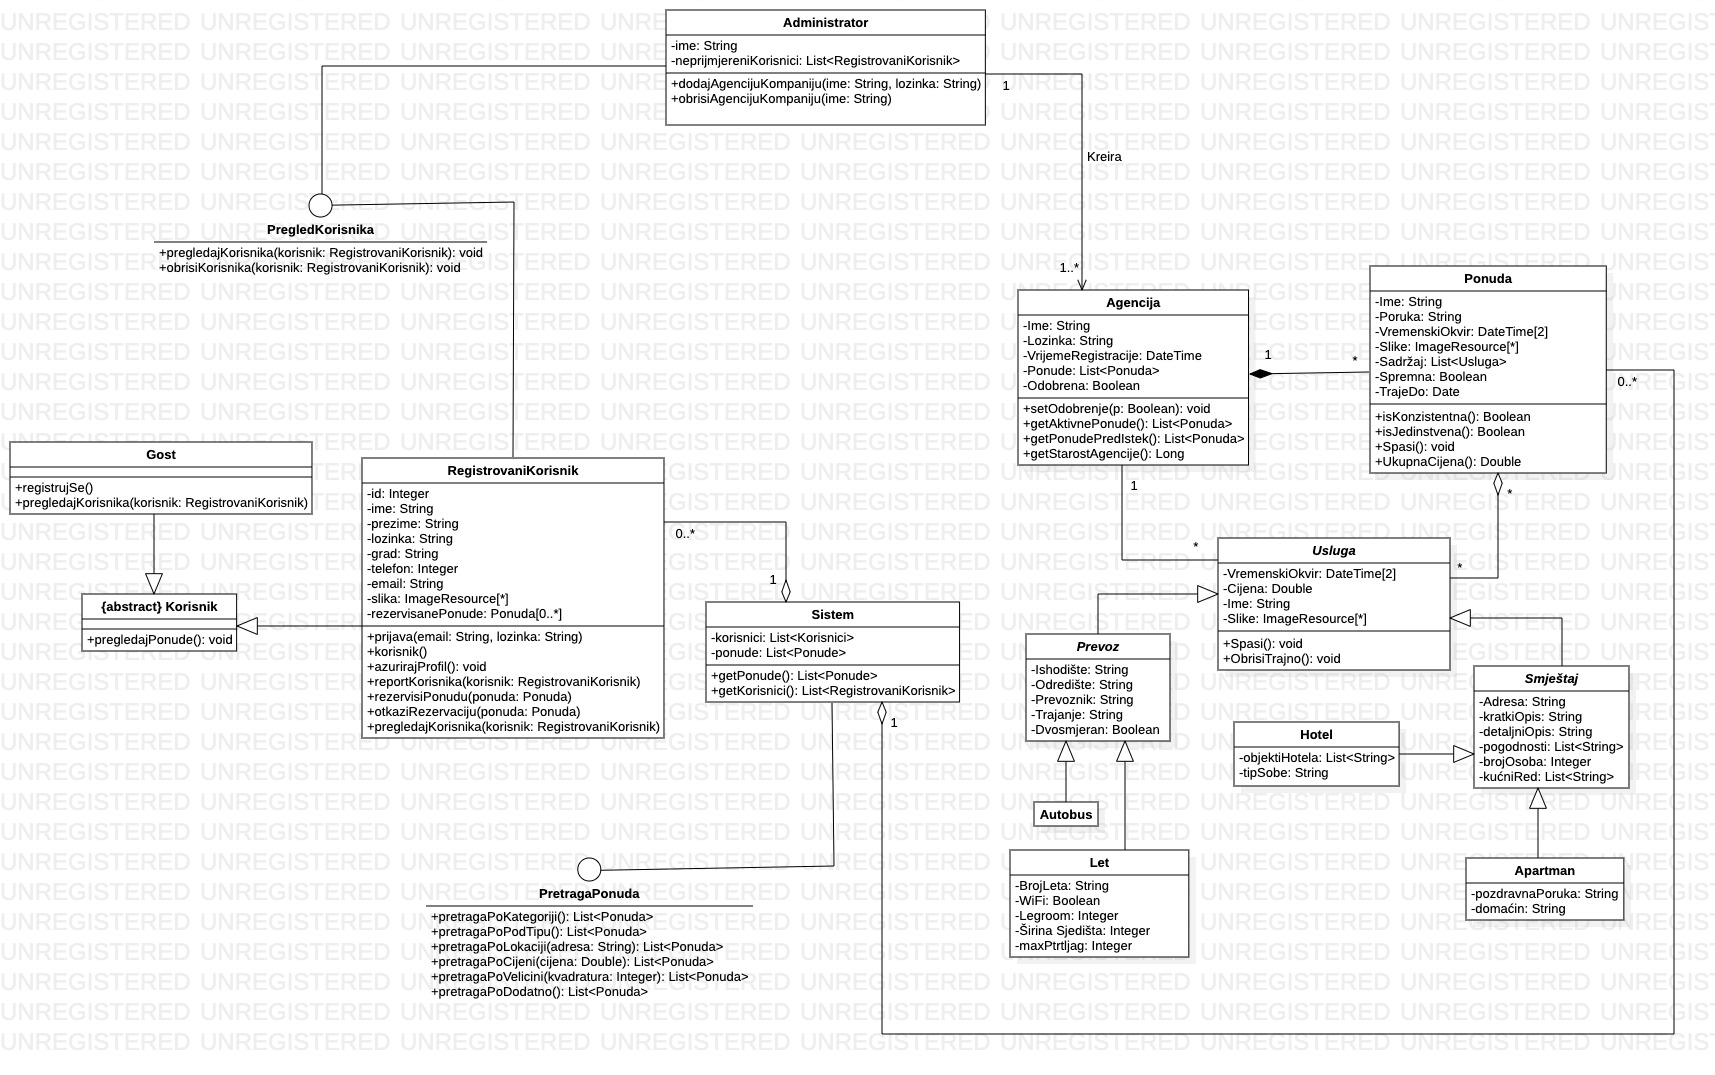 Administrator
-ime: String
-neprijmjereniKorisnici: List<RegistrovaniKorisnik>
+dodajAgencijuKompaniju(ime: String, lozinka: String)
+obrisiAgencijuKompaniju(ime: String)
1
Kreira
1..*
PregledKorisnika
+pregledajKorisnika(korisnik: RegistrovaniKorisnik): void
+obrisiKorisnika(korisnik: RegistrovaniKorisnik): void
Agencija
-Ime: String
-Lozinka: String
-VrijemeRegistracije: DateTime
-Ponude: List<Ponuda>
-Odobrena: Boolean
+setOdobrenje(p: Boolean): void
+getAktivnePonude(): List<Ponuda>
+getPonudePredIstek(): List<Ponuda>
+getStarostAgencije(): Long
1
*
Ponuda
-Ime: String
-Poruka: String
-VremenskiOkvir: DateTime[2]
-Slike: ImageResource[*]
-Sadržaj: List<Usluga>
-Spremna: Boolean
-TrajeDo: Date
+isKonzistentna(): Boolean
+isJedinstvena(): Boolean
+Spasi(): void
+UkupnaCijena(): Double
0..*
Gost
+registrujSe()
+pregledajKorisnika(korisnik: RegistrovaniKorisnik)
{abstract} Korisnik
+pregledajPonude(): void
RegistrovaniKorisnik
-id: Integer
-ime: String
-prezime: String
-lozinka: String
-grad: String
-telefon: Integer
-email: String
-slika: ImageResource[*]
-rezervisanePonude: Ponuda[0..*]
+prijava(email: String, lozinka: String)
+korisnik()
+azurirajProfil(): void
+reportKorisnika(korisnik: RegistrovaniKorisnik)
+rezervisiPonudu(ponuda: Ponuda)
+otkaziRezervaciju(ponuda: Ponuda)
+pregledajKorisnika(korisnik: RegistrovaniKorisnik)
0..*
1
Sistem
-korisnici: List<Korisnici>
-ponude: List<Ponude>
+getPonude(): List<Ponude>
+getKorisnici(): List<RegistrovaniKorisnik>
1
1
*
*
*
Usluga
-VremenskiOkvir: DateTime[2]
-Cijena: Double
-Ime: String
-Slike: ImageResource[*]
+Spasi(): void
+ObrisiTrajno(): void
Prevoz
-Ishodište: String
-Odredište: String
-Prevoznik: String
-Trajanje: String
-Dvosmjeran: Boolean
Smještaj
-Adresa: String
-kratkiOpis: String
-detaljniOpis: String
-pogodnosti: List<String>
-brojOsoba: Integer
-kućniRed: List<String>
Hotel
-objektiHotela: List<String>
-tipSobe: String
Autobus
Let
-BrojLeta: String
-WiFi: Boolean
-Legroom: Integer
-Širina Sjedišta: Integer
-maxPtrtljag: Integer
Apartman
-pozdravnaPoruka: String
-domaćin: String
PretragaPonuda
+pretragaPoKategoriji(): List<Ponuda>
+pretragaPoPodTipu(): List<Ponuda>
+pretragaPoLokaciji(adresa: String): List<Ponuda>
+pretragaPoCijeni(cijena: Double): List<Ponuda>
+pretragaPoVelicini(kvadratura: Integer): List<Ponuda>
+pretragaPoDodatno(): List<Ponuda>
UNREGISTERED